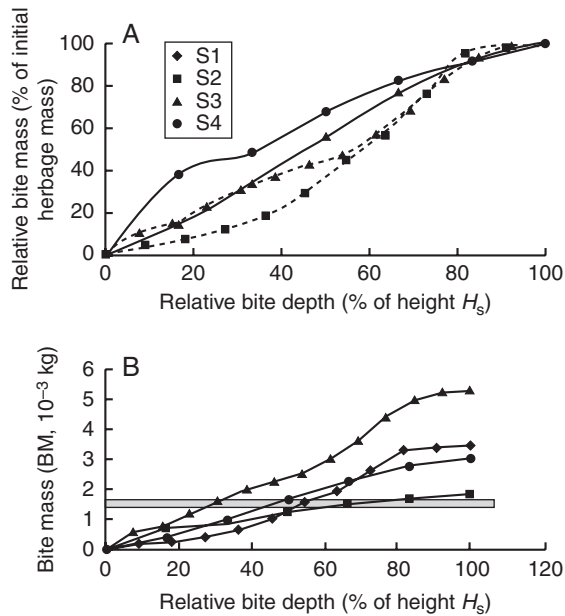 A
Relative bite mass (% of initial
herbage mass)
100
80
60
40
20
0
S1
S2
S3
S4
0 20 40 60 80 100
Relative bite depth (% of height Hs)
B
Bite mass (BM, 10−3 kg)
6
5
4
3
2
1
0
0 20 40 60 80 100 120
Relative bite depth (% of height Hs)